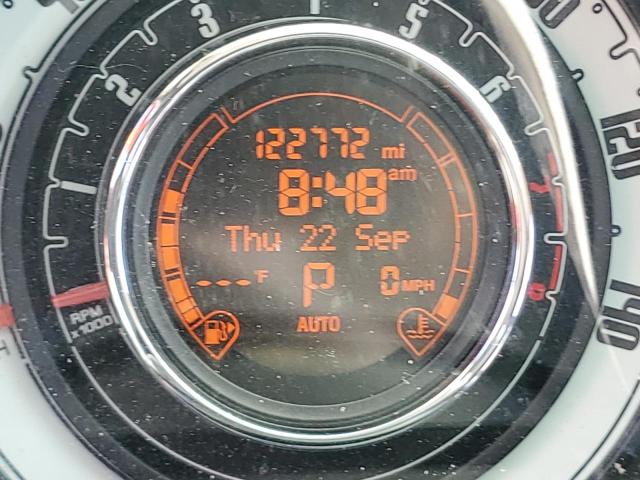 2 3 5 6
1
120
140
122772 mi
8:48 am
Thu 22 Sep
---°F P 0 MPH
AUTO
RPM
x1000